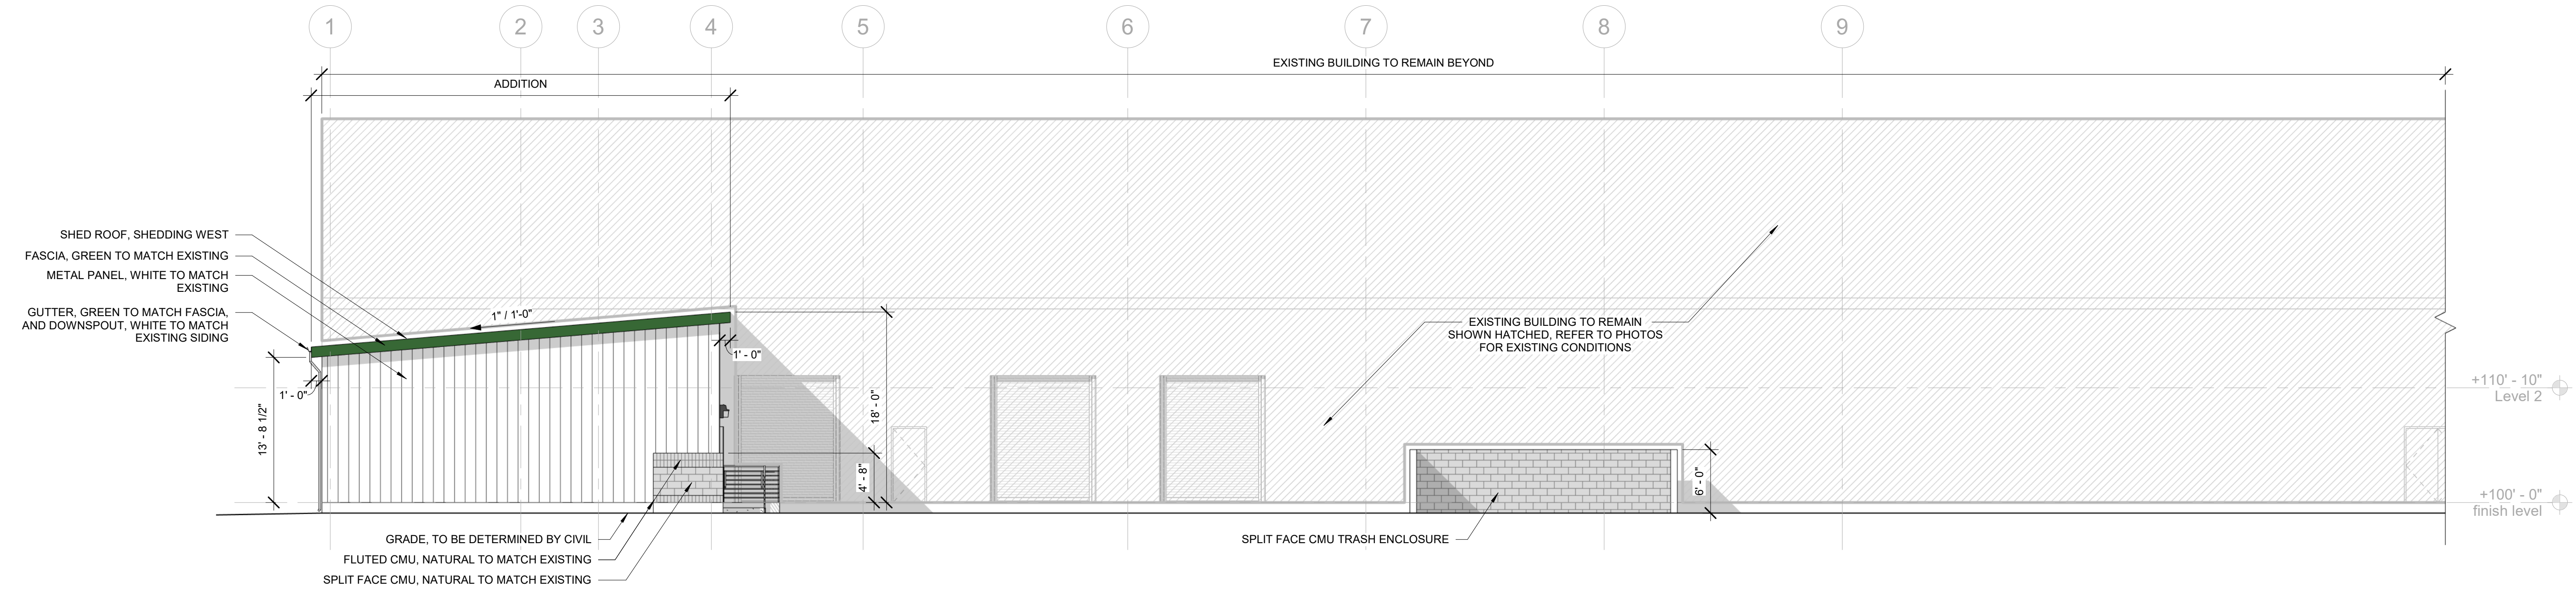 1 2 3 4 5 6 7 8 9
EXISTING BUILDING TO REMAIN BEYOND
ADDITION
SHED ROOF, SHEDDING WEST
FASCIA, GREEN TO MATCH EXISTING
METAL PANEL, WHITE TO MATCH
EXISTING
GUTTER, GREEN TO MATCH FASCIA,
AND DOWNSPOUT, WHITE TO MATCH
EXISTING SIDING
1" / 1'-0"
1' - 0"
1' - 0"
13' - 8 1/2"
18' - 0"
4' - 8"
EXISTING BUILDING TO REMAIN
SHOWN HATCHED, REFER TO PHOTOS
FOR EXISTING CONDITIONS
6' - 0"
+110' - 10"
Level 2
+100' - 0"
finish level
GRADE, TO BE DETERMINED BY CIVIL
FLUTED CMU, NATURAL TO MATCH EXISTING
SPLIT FACE CMU, NATURAL TO MATCH EXISTING
SPLIT FACE CMU TRASH ENCLOSURE